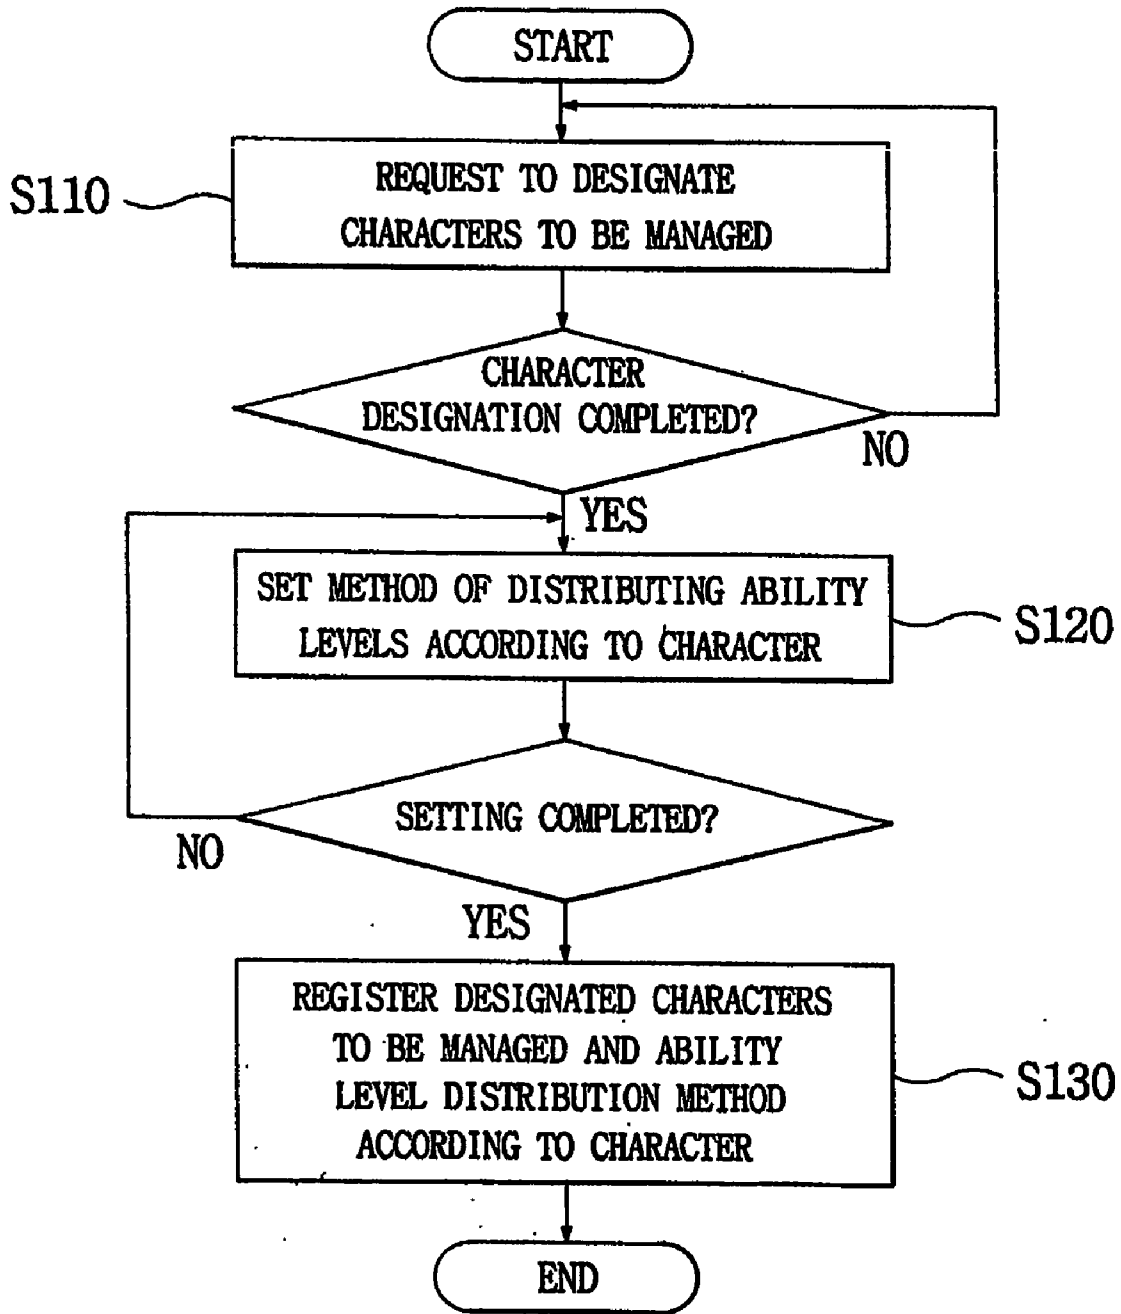 START
S110
REQUEST TO DESIGNATE
CHARACTERS TO BE MANAGED
CHARACTER
DESIGNATION COMPLETED?
NO
YES
SET METHOD OF DISTRIBUTING ABILITY
LEVELS ACCORDING TO CHARACTER
S120
SETTING COMPLETED?
NO
YES
REGISTER DESIGNATED CHARACTERS
TO BE MANAGED AND ABILITY
LEVEL DISTRIBUTION METHOD
ACCORDING TO CHARACTER
S130
END